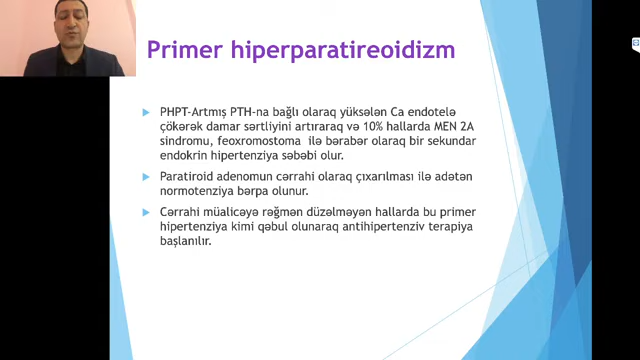 Primer hiperparatireoidizm
PHPT-Artmış PTH-na bağlı olaraq yüksələn Ca endotelə
çökərək damar sərtliyini artıraraq və 10% hallarda MEN 2A
sindromu, feoxromostoma ilə bərabər olaraq bir sekundar
endokrin hipertenziya səbəbi olur.
Paratiroid adenomun cərrahi olaraq çıxarılması ilə adətən
normotenziya bərpa olunur.
Cərrahi müalicəyə rəğmən düzəlməyən hallarda bu primer
hipertenziya kimi qəbul olunaraq antihipertenziv terapiya
başlanılır.